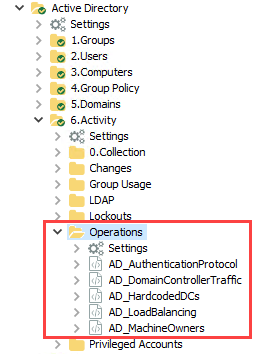 Active Directory
Settings
1.Groups
2.Users
3.Computers
4.Group Policy
5.Domains
6.Activity
Settings
0.Collection
Changes
Group Usage
LDAP
Lockouts
Operations
Settings
AD_AuthenticationProtocol
AD_DomainControllerTraffic
AD_HardcodedDCs
AD_LoadBalancing
AD_MachineOwners
Privileged Accounts